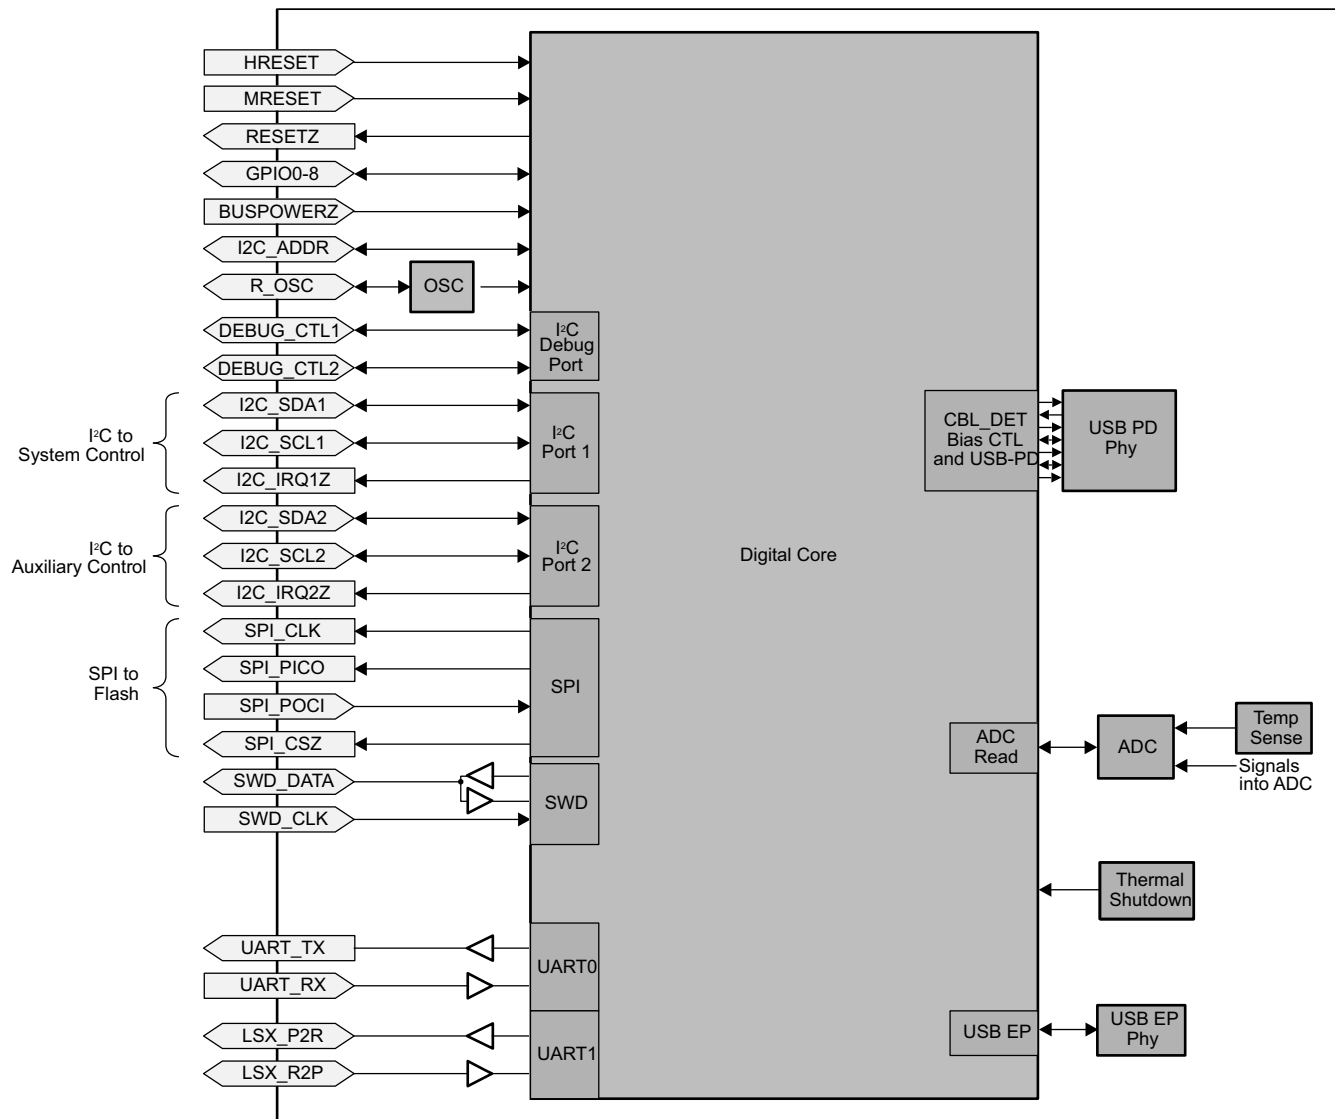 HRESET
MRESET
RESETZ
GPIO0-8
BUSPOWERZ
I2C_ADDR
R_OSC
OSC
DEBUG_CTL1
DEBUG_CTL2
I²C
Debug
Port
I²C to
System Control
I2C_SDA1
I2C_SCL1
I2C_IRQ1Z
I²C
Port 1
CBL_DET
Bias CTL
and USB-PD
USB PD
Phy
I²C to
Auxiliary Control
I2C_SDA2
I2C_SCL2
I2C_IRQ2Z
I²C
Port 2
Digital Core
SPI to
Flash
SPI_CLK
SPI_PICO
SPI_POCI
SPI_CSZ
SPI
ADC
Read
ADC
Temp
Sense
Signals
into ADC
SWD_DATA
SWD_CLK
SWD
Thermal
Shutdown
UART_TX
UART_RX
UART0
LSX_P2R
LSX_R2P
UART1
USB EP
USB EP
Phy